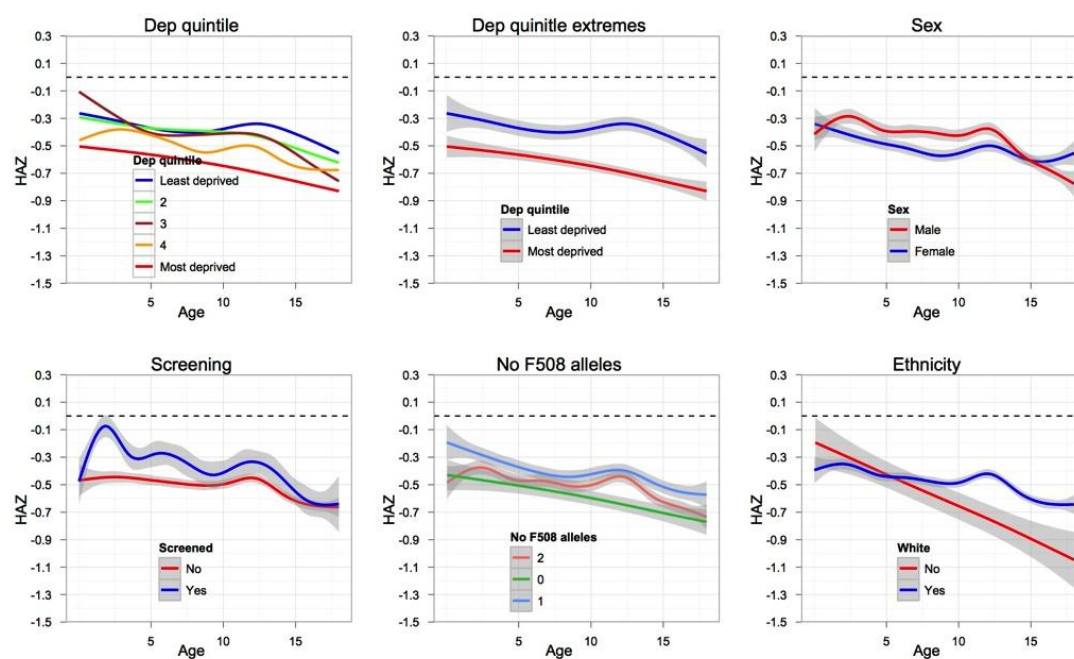 Dep quintile
0.3
0.1
-0.1
-0.3
-0.5
-0.7
-0.9
-1.1
-1.3
-1.5
HAZ
Dep quintile
Least deprived
2
3
4
Most deprived
5 10 15
Age
Dep quinitle extremes
0.3
0.1
-0.1
-0.3
-0.5
-0.7
-0.9
-1.1
-1.3
-1.5
HAZ
Dep quintile
Least deprived
Most deprived
5 10 15
Age
Sex
0.3
0.1
-0.1
-0.3
-0.5
-0.7
-0.9
-1.1
-1.3
-1.5
HAZ
Sex
Male
Female
5 10 15
Age
Screening
0.3
0.1
-0.1
-0.3
-0.5
-0.7
-0.9
-1.1
-1.3
-1.5
HAZ
Screened
No
Yes
5 10 15
Age
No F508 alleles
0.3
0.1
-0.1
-0.3
-0.5
-0.7
-0.9
-1.1
-1.3
-1.5
HAZ
No F508 alleles
2
0
1
5 10 15
Age
Ethnicity
0.3
0.1
-0.1
-0.3
-0.5
-0.7
-0.9
-1.1
-1.3
-1.5
HAZ
White
No
Yes
5 10 15
Age